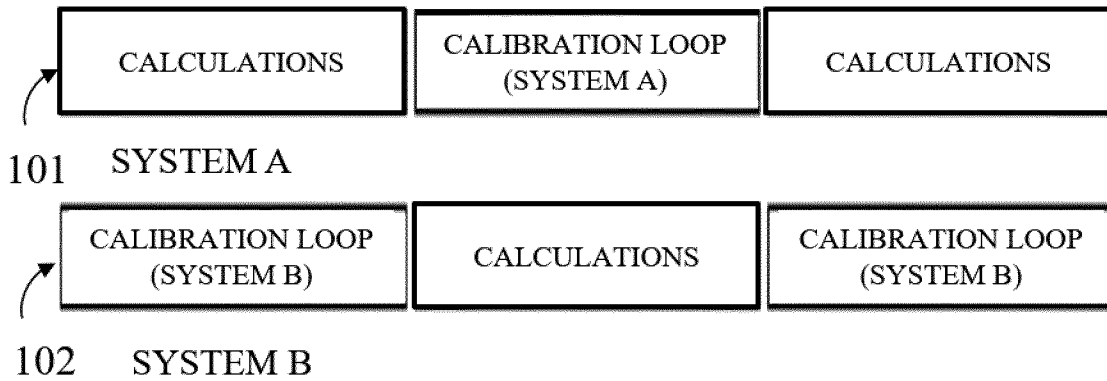 CALCULATIONS
CALIBRATION LOOP
(SYSTEM A)
CALCULATIONS
101 SYSTEM A
CALIBRATION LOOP
(SYSTEM B)
CALCULATIONS
CALIBRATION LOOP
(SYSTEM B)
102 SYSTEM B